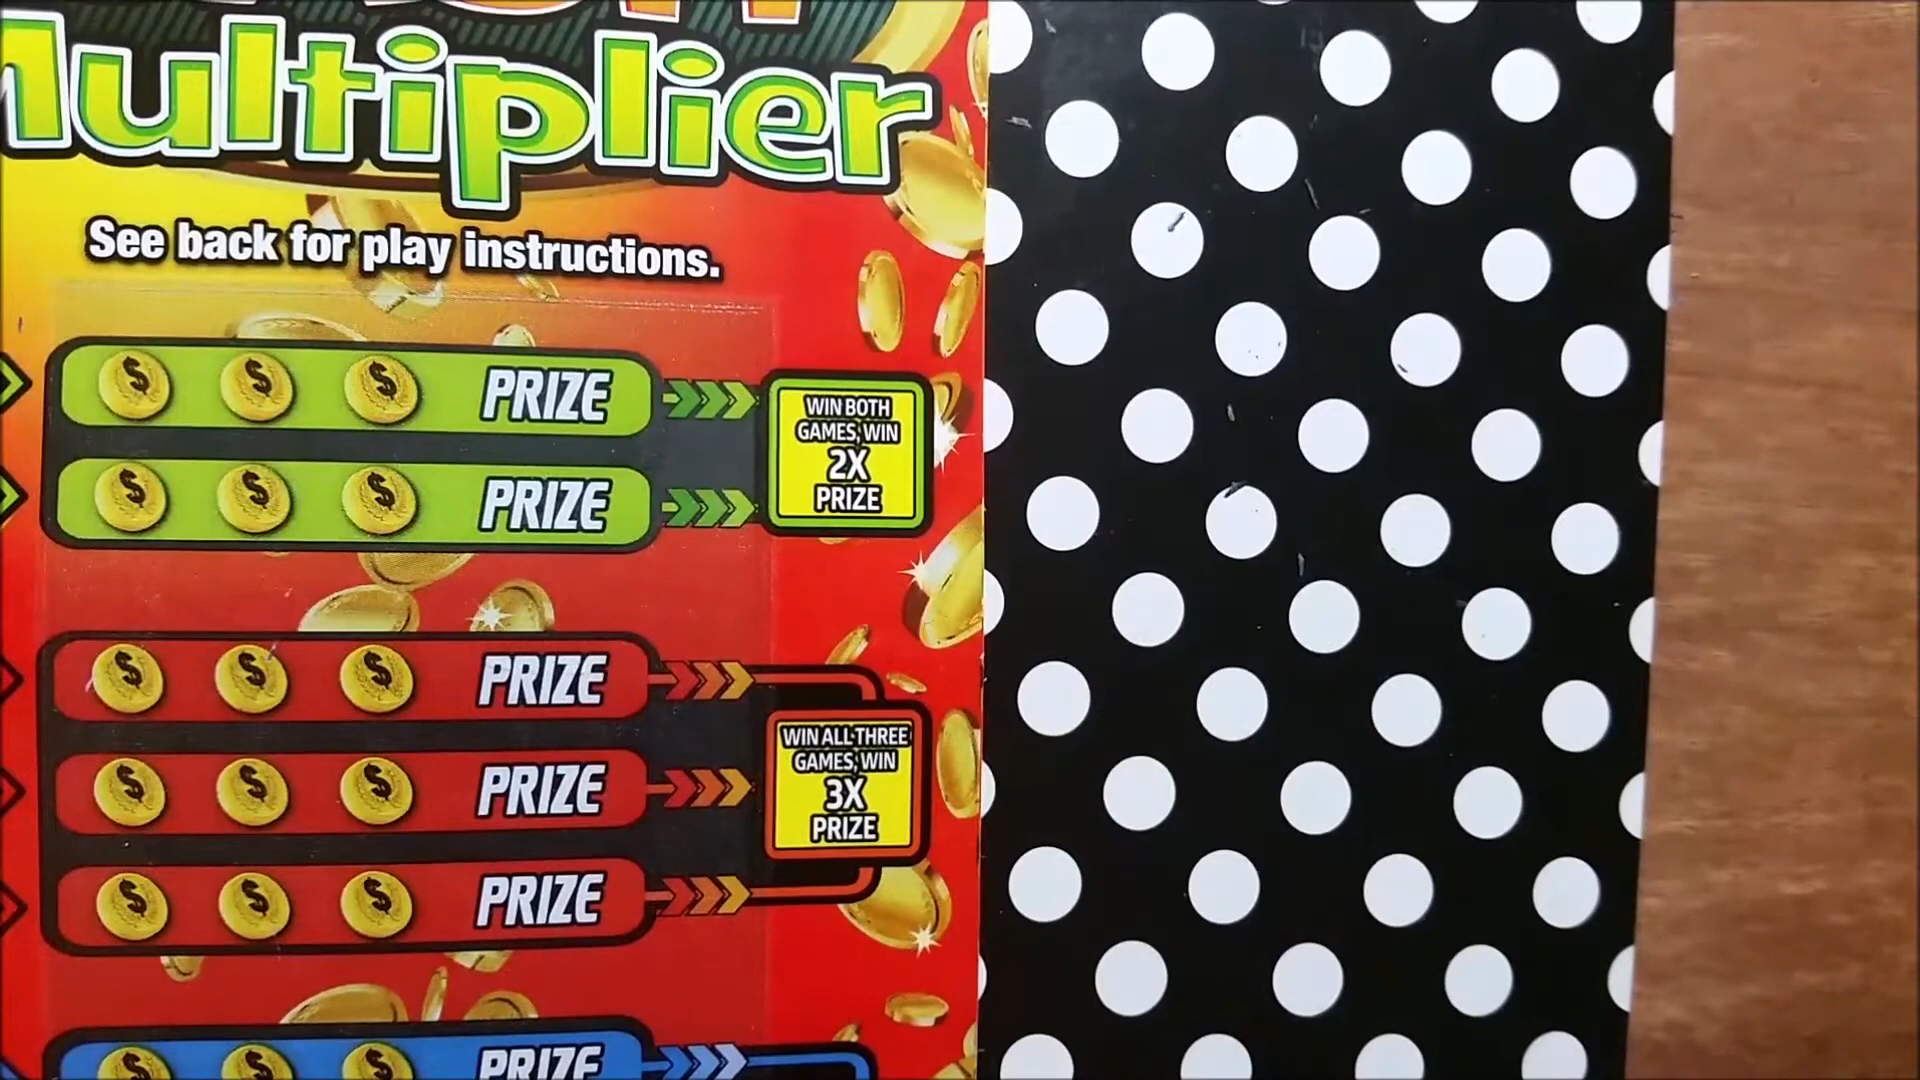 Multiplier
See back for play instructions.
$ $ $ PRIZE
$ $ $ PRIZE
WIN BOTH
GAMES, WIN
2X
PRIZE
$ $ $ PRIZE
$ $ $ PRIZE
$ $ $ PRIZE
WIN ALL THREE
GAMES, WIN
3X
PRIZE
$ $ $ PRIZE